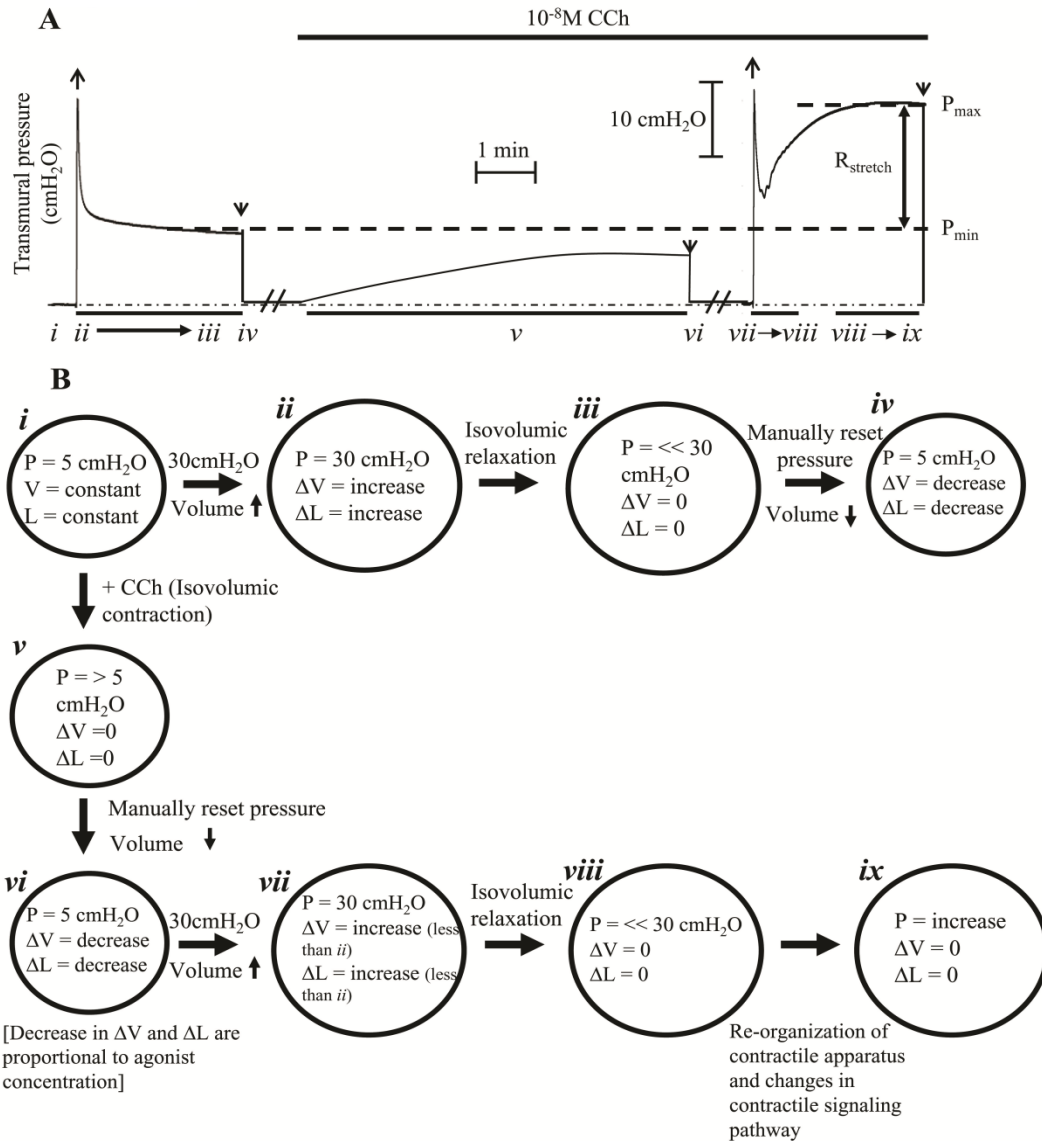 A
10⁻⁸M CCh
Transmural pressure
(cmH₂O)
10 cmH₂O
1 min
Pmax
Rstretch
Pmin
i ii iii iv v vi vii viii viii ix
B
i
P = 5 cmH₂O
V = constant
L = constant
30cmH₂O
Volume
ii
P = 30 cmH₂O
ΔV = increase
ΔL = increase
Isovolumic
relaxation
iii
P = << 30
cmH₂O
ΔV = 0
ΔL = 0
Manually reset
pressure
Volume
iv
P = 5 cmH₂O
ΔV = decrease
ΔL = decrease
+ CCh (Isovolumic
contraction)
v
P = > 5
cmH₂O
ΔV =0
ΔL =0
Manually reset pressure
Volume
vi
P = 5 cmH₂O
ΔV = decrease
ΔL = decrease
[Decrease in ΔV and ΔL are
proportional to agonist
concentration]
30cmH₂O
Volume
vii
P = 30 cmH₂O
ΔV = increase (less
than ii)
ΔL = increase (less
than ii)
Isovolumic
relaxation
viii
P = << 30 cmH₂O
ΔV = 0
ΔL = 0
Re-organization of
contractile apparatus
and changes in
contractile signaling
pathway
ix
P = increase
ΔV = 0
ΔL = 0